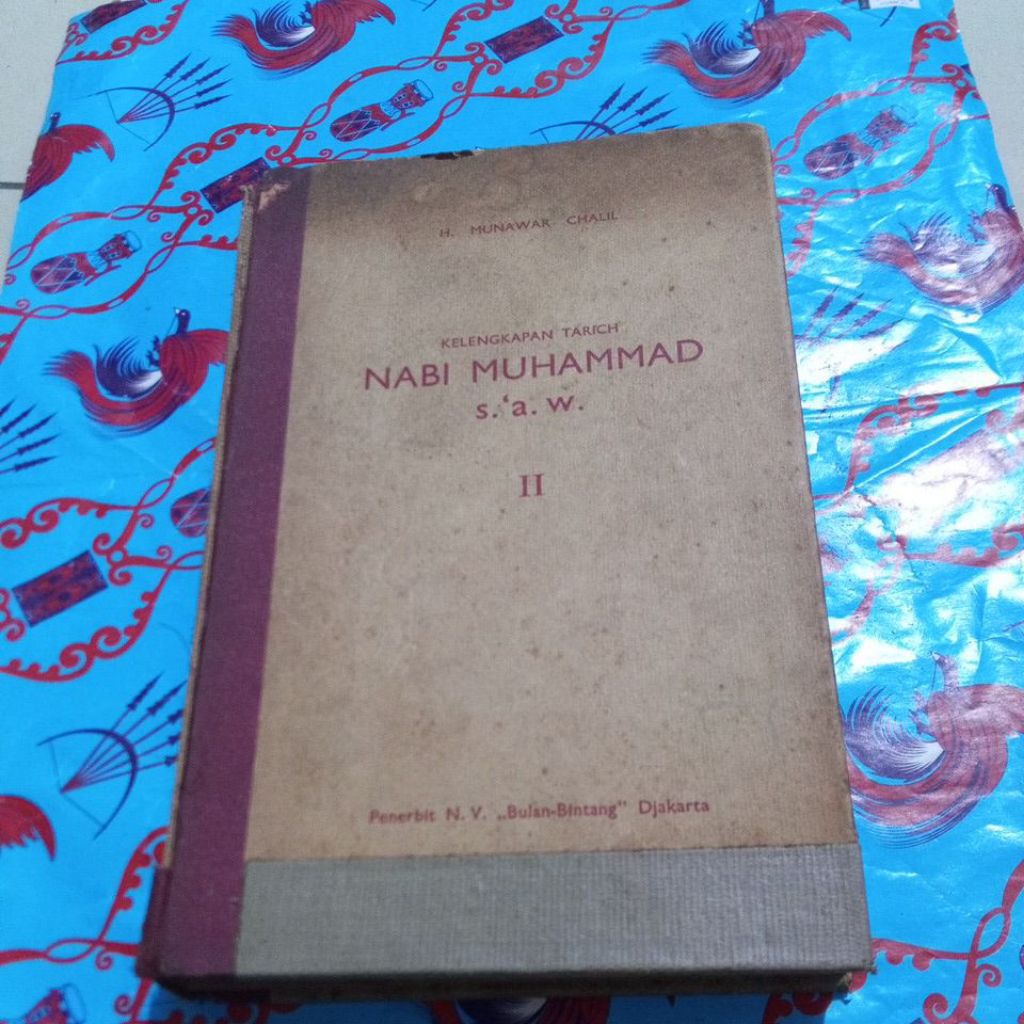 H. MUNAWAR CHALIL
KELENGKAPAN TARICH
NABI MUHAMMAD
s.‘a. w.
II
Penerbit N. V. „Bulan-Bintang" Djakarta